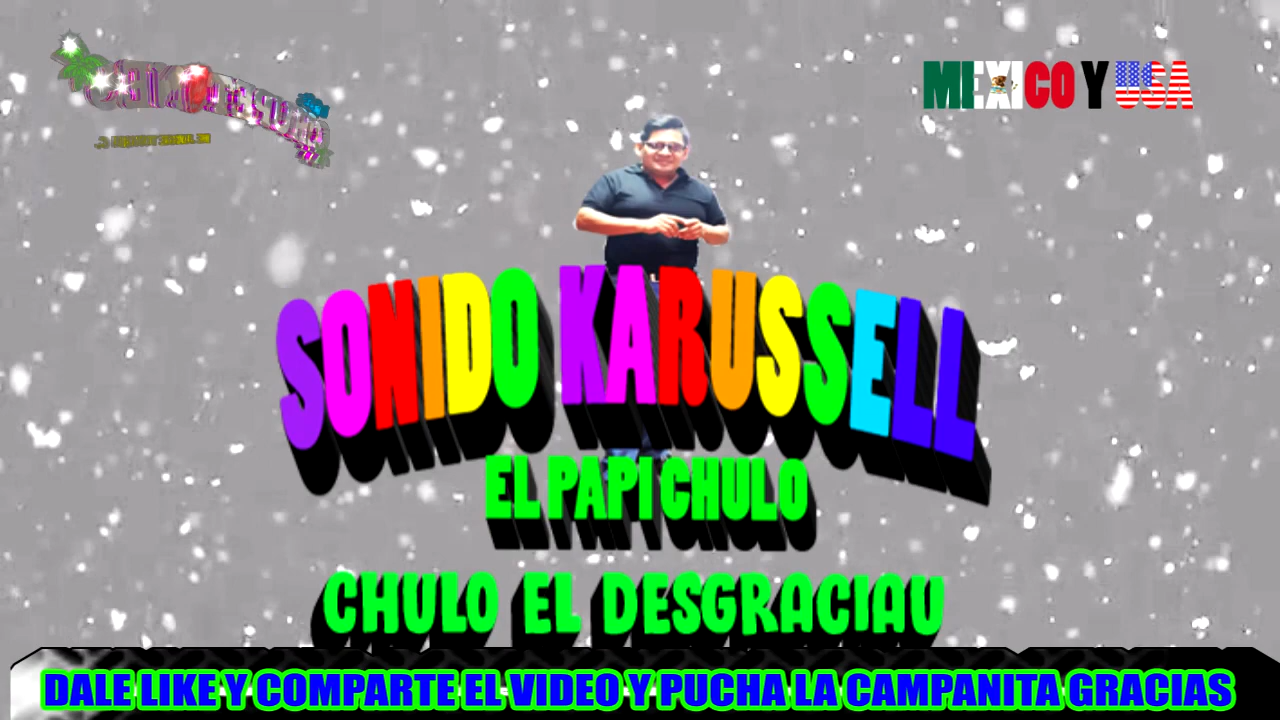 MEXICO Y USA
SONIDO KARUSSELL
EL PAPI CHULO
CHULO EL DESGRACIAU
DALE LIKE Y COMPARTE EL VIDEO Y PUCHA LA CAMPANITA GRACIAS